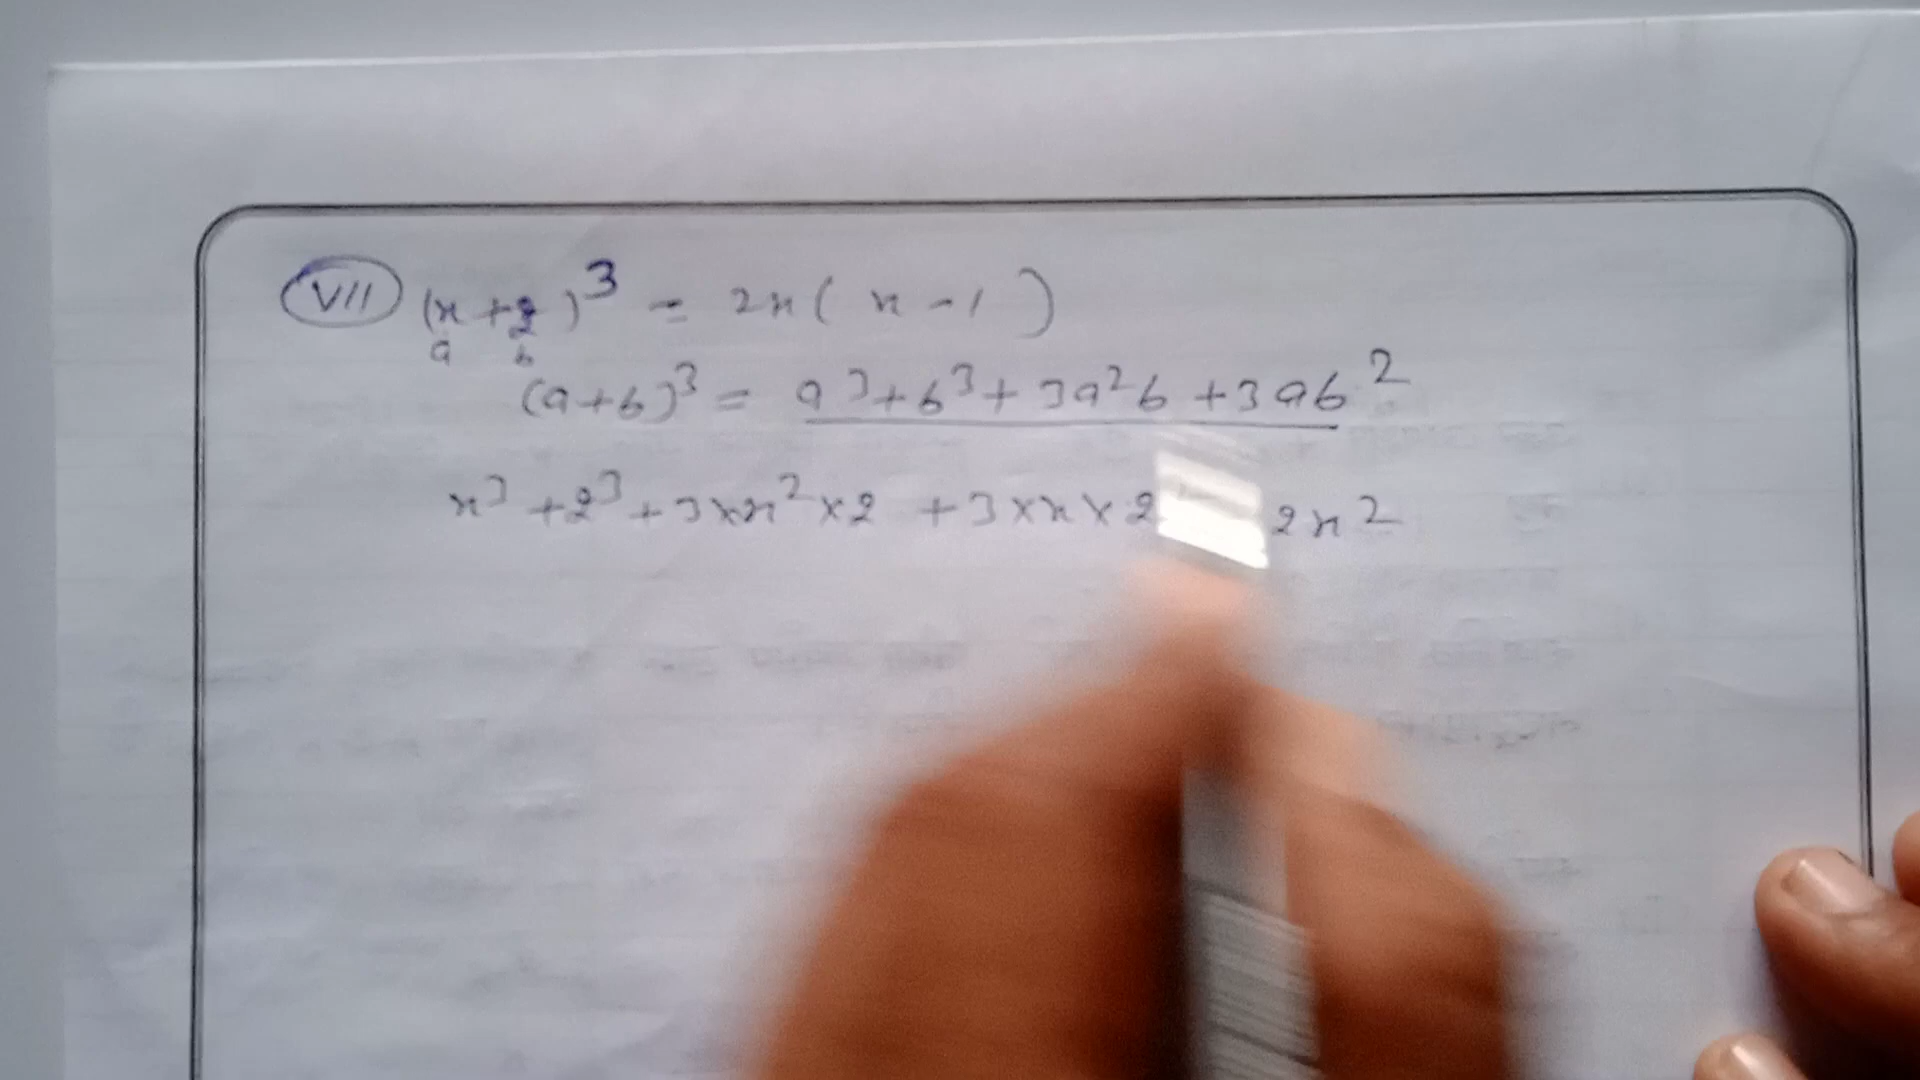 VII (x+2)³ = 2x( x - 1 )
a b
(a+b)³ = a³+b³+ 3a²b +3ab²
x³ +2³ + 3×x²×2 +3×x×2 2x²